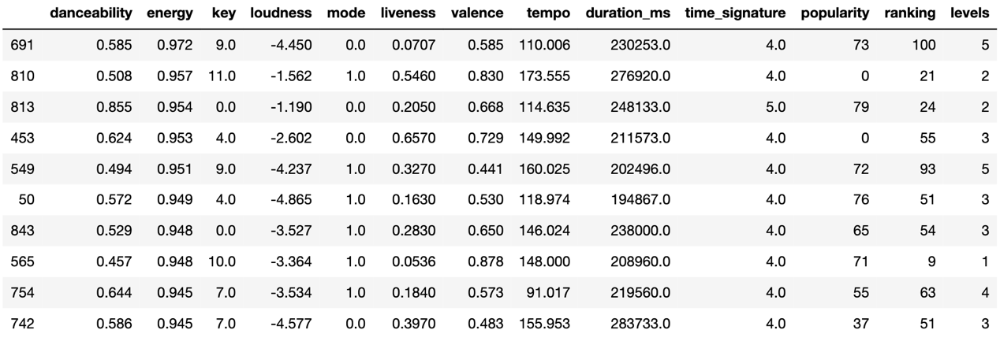 danceability energy key loudness mode liveness valence tempo duration_ms time_signature popularity ranking levels
691 0.585 0.972 9.0 -4.450 0.0 0.0707 0.585 110.006 230253.0 4.0 73 100 5
810 0.508 0.957 11.0 -1.562 1.0 0.5460 0.830 173.555 276920.0 4.0 0 21 2
813 0.855 0.954 0.0 -1.190 0.0 0.2050 0.668 114.635 248133.0 5.0 79 24 2
453 0.624 0.953 4.0 -2.602 0.0 0.6570 0.729 149.992 211573.0 4.0 0 55 3
549 0.494 0.951 9.0 -4.237 1.0 0.3270 0.441 160.025 202496.0 4.0 72 93 5
50 0.572 0.949 4.0 -4.865 1.0 0.1630 0.530 118.974 194867.0 4.0 76 51 3
843 0.529 0.948 0.0 -3.527 1.0 0.2830 0.650 146.024 238000.0 4.0 65 54 3
565 0.457 0.948 10.0 -3.364 1.0 0.0536 0.878 148.000 208960.0 4.0 71 9 1
754 0.644 0.945 7.0 -3.534 1.0 0.1840 0.573 91.017 219560.0 4.0 55 63 4
742 0.586 0.945 7.0 -4.577 0.0 0.3970 0.483 155.953 283733.0 4.0 37 51 3